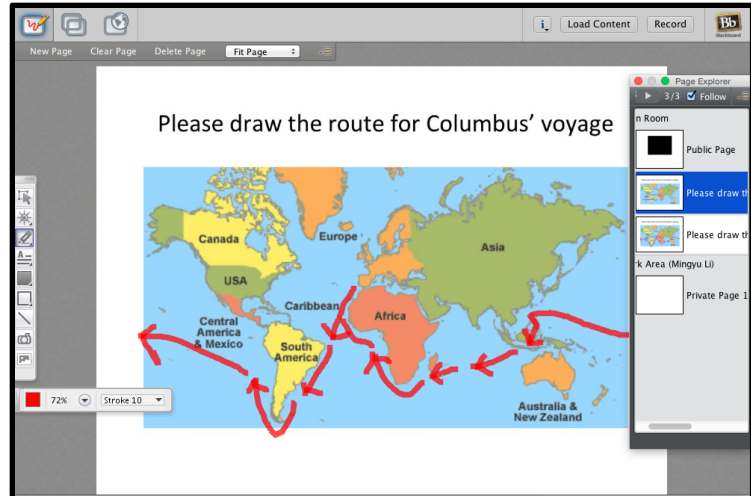 i
Load Content
Record
Bb
Blackboard
New Page
Clear Page
Delete Page
Fit Page
Page Explorer
3/3
Follow
n Room
Public Page
Please draw th
Please draw th
rk Area (Mingyu Li)
Private Page 1
Please draw the route for Columbus’ voyage
Canada
Europe
Asia
USA
Caribbean
Africa
Central
America
& Mexico
South
America
Australia &
New Zealand
72%
Stroke 10